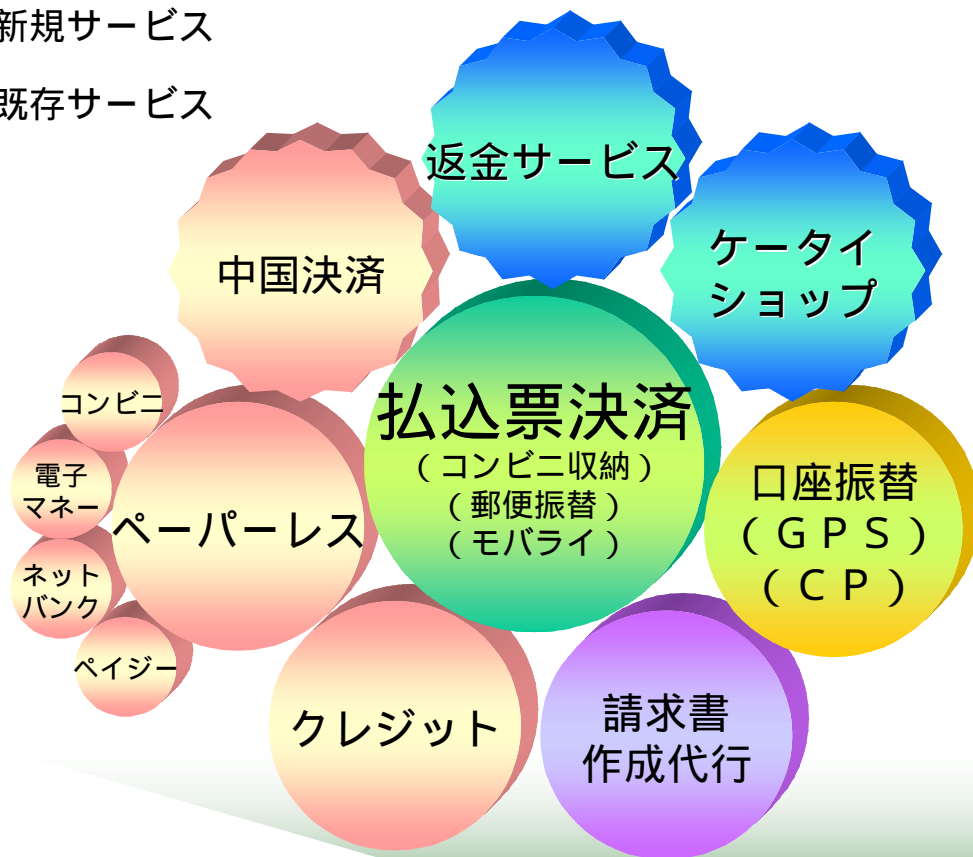 新規サービス
既存サービス
返金サービス
中国決済
ケータイ
ショップ
払込票決済
(コンビニ収納)
(郵便振替)
(モバライ)
コンビニ
電子
マネー
ペーパーレス
ネット
バンク
ペイジー
口座振替
(GPS)
(CP)
クレジット
請求書
作成代行